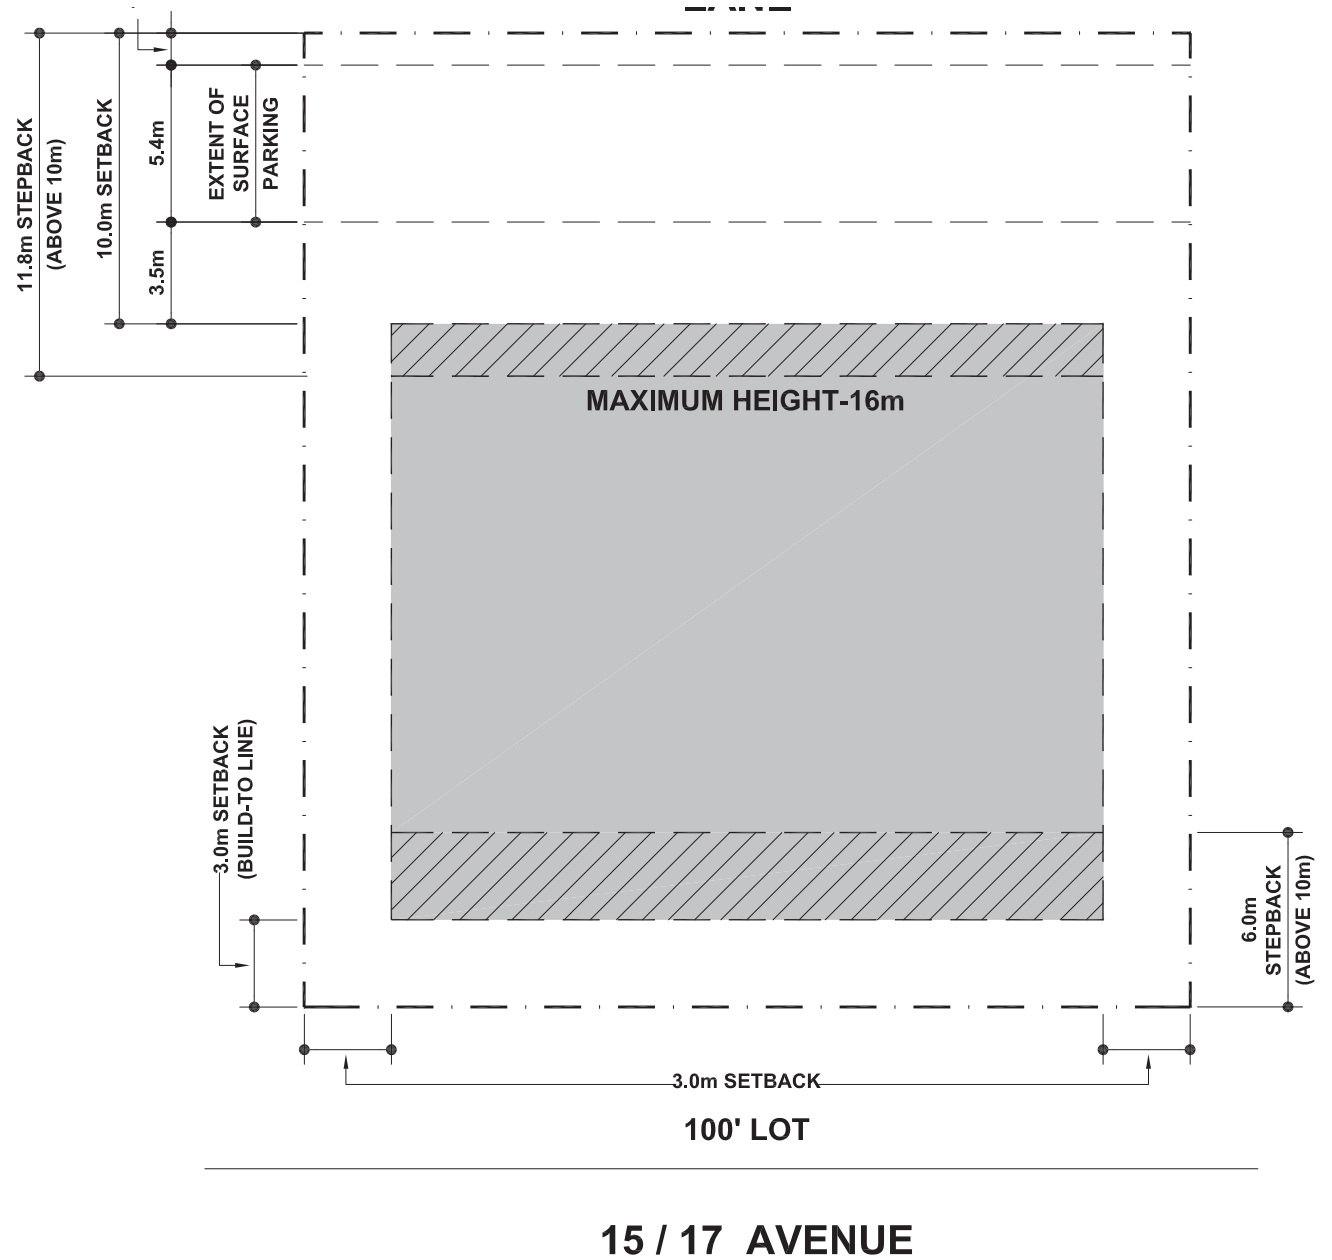 11.8m STEPBACK
(ABOVE 10m)
10.0m SETBACK
5.4m
3.5m
EXTENT OF
SURFACE
PARKING
MAXIMUM HEIGHT-16m
3.0m SETBACK
(BUILD-TO LINE)
6.0m
STEPBACK
(ABOVE 10m)
3.0m SETBACK
100' LOT
15 / 17 AVENUE